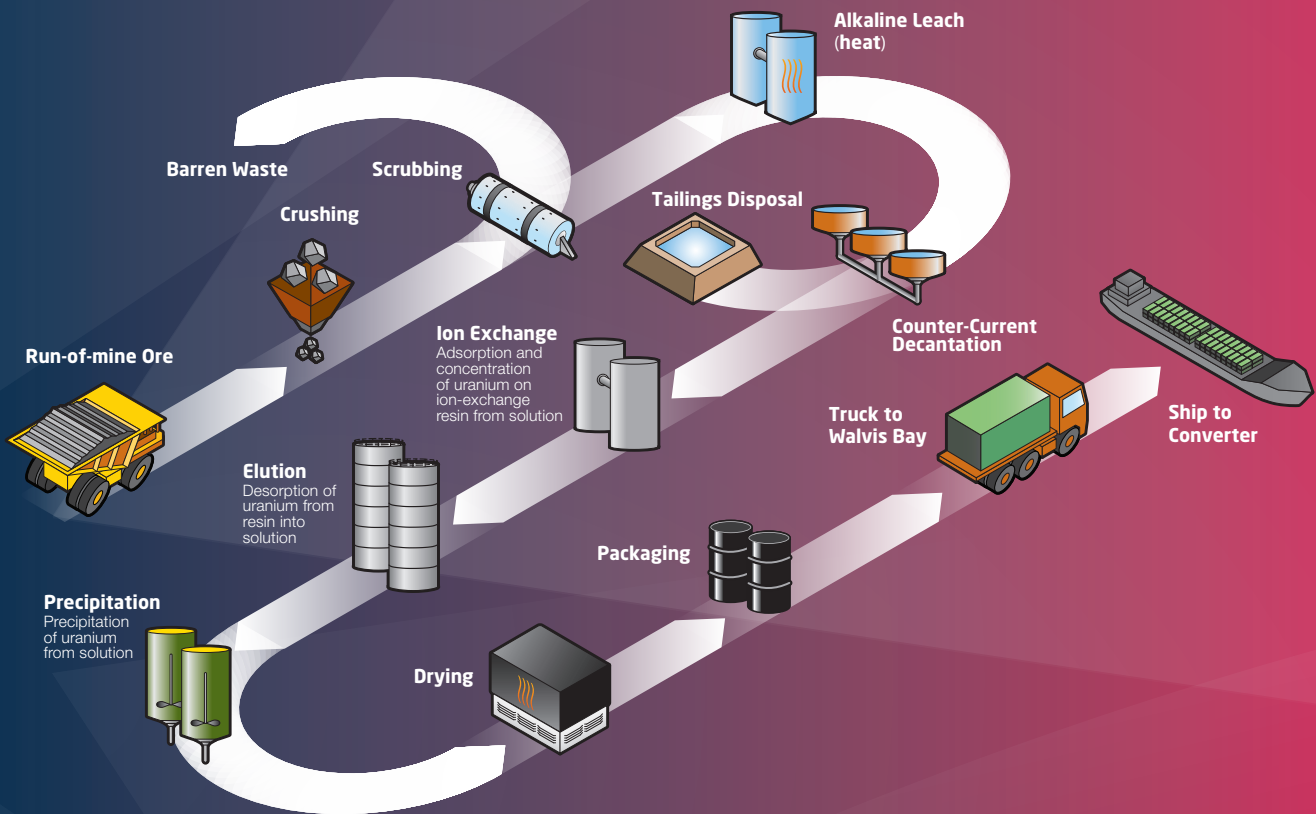 Alkaline Leach
(heat)
Barren Waste
Scrubbing
Tailings Disposal
Crushing
Counter-Current
Decantation
Ion Exchange
Adsorption and
concentration
of uranium on
ion-exchange
resin from solution
Run-of-mine Ore
Truck to
Walvis Bay
Ship to
Converter
Elution
Desorption of
uranium from
resin into
solution
Packaging
Precipitation
Precipitation
of uranium
from solution
Drying